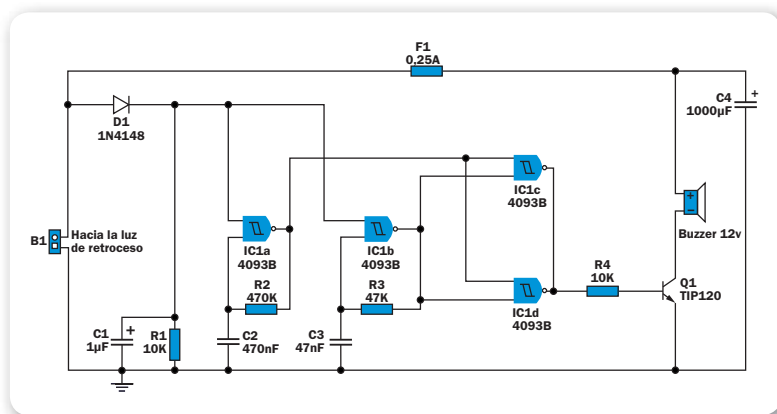 F1
0,25A
D1
1N4148
C4
+
1000µF
IC1c
4093B
B1
Hacia la luz
de retroceso
IC1a
4093B
IC1b
4093B
+
−
Buzzer 12v
R2
470K
R3
47K
IC1d
4093B
R4
10K
Q1
TIP120
C1
1µF
+
R1
10K
C2
470nF
C3
47nF